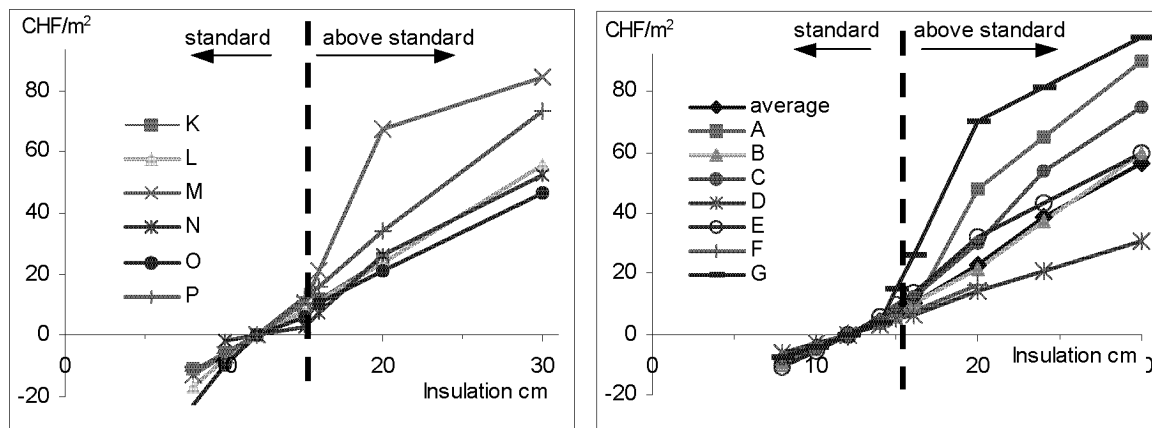 CHF/m²
standard
above standard
80
60
40
20
0
-20
0
10
20
30
Insulation cm
K
L
M
N
O
P
CHF/m²
standard
above standard
80
60
40
20
0
-20
0
10
20
Insulation cm
average
A
B
C
D
E
F
G